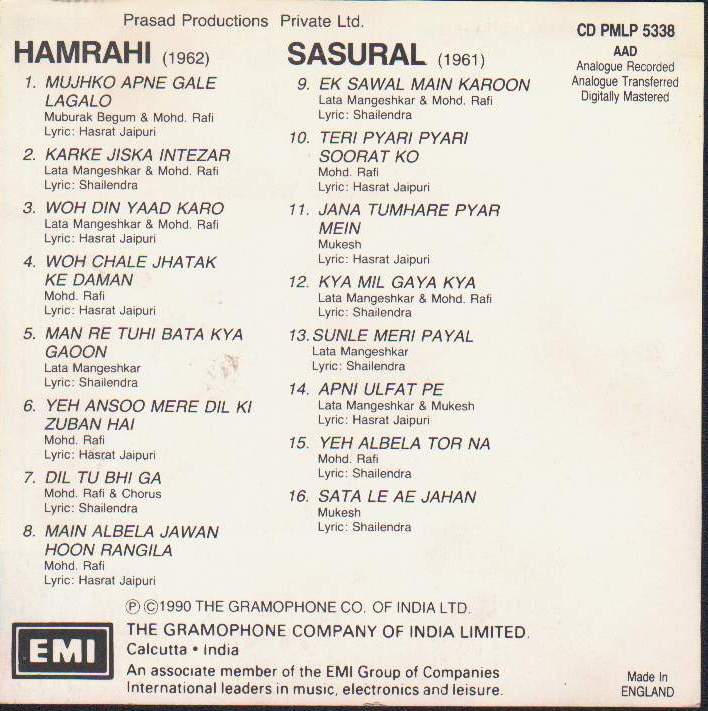 Prasad Productions Private Ltd.
HAMRAHI (1962)
1. MUJHKO APNE GALE
LAGALO
Muburak Begum & Mohd. Rafi
Lyric: Hasrat Jaipuri
2. KARKE JISKA INTEZAR
Lata Mangeshkar & Mohd. Rafi
Lyric: Shailendra
3. WOH DIN YAAD KARO
Lata Mangeshkar & Mohd. Rafi
Lyric: Hasrat Jaipuri
4. WOH CHALE JHATAK
KE DAMAN
Mohd. Rafi
Lyric: Hasrat Jaipuri
5. MAN RE TUHI BATA KYA
GAOON
Lata Mangeshkar
Lyric: Shailendra
6. YEH ANSOO MERE DIL KI
ZUBAN HAI
Mohd. Rafi
Lyric: Hasrat Jaipuri
7. DIL TU BHI GA
Mohd. Rafi & Chorus
Lyric: Shailendra
8. MAIN ALBELA JAWAN
HOON RANGILA
Mohd. Rafi
Lyric: Hasrat Jaipuri
SASURAL (1961)
9. EK SAWAL MAIN KAROON
Lata Mangeshkar & Mohd. Rafi
Lyric: Shailendra
10. TERI PYARI PYARI
SOORAT KO
Mohd. Rafi
Lyric: Hasrat Jaipuri
11. JANA TUMHARE PYAR
MEIN
Mukesh
Lyric: Hasrat Jaipuri
12. KYA MIL GAYA KYA
Lata Mangeshkar & Mohd. Rafi
Lyric: Shailendra
13. SUNLE MERI PAYAL
Lata Mangeshkar
Lyric: Shailendra
14. APNI ULFAT PE
Lata Mangeshkar & Mukesh
Lyric: Hasrat Jaipuri
15. YEH ALBELA TOR NA
Mohd. Rafi
Lyric: Shailendra
16. SATA LE AE JAHAN
Mukesh
Lyric: Shailendra
CD PMLP 5338
AAD
Analogue Recorded
Analogue Transferred
Digitally Mastered
℗ ©1990 THE GRAMOPHONE CO. OF INDIA LTD.
EMI
THE GRAMOPHONE COMPANY OF INDIA LIMITED.
Calcutta • India
An associate member of the EMI Group of Companies
International leaders in music, electronics and leisure.
Made In
ENGLAND